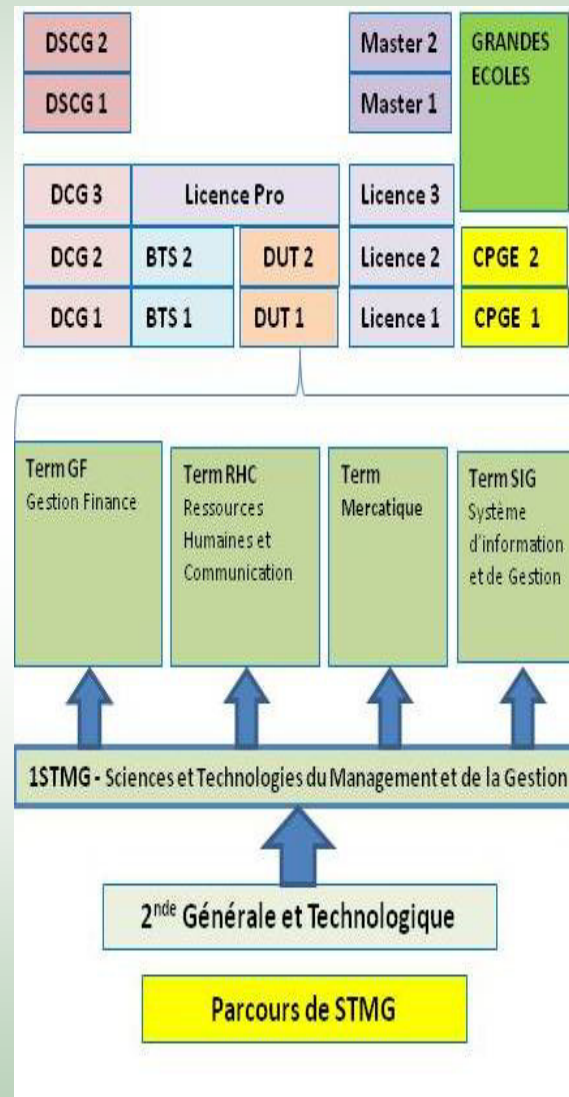 DSCG 2
Master 2
GRANDES
ECOLES
DSCG 1
Master 1
DCG 3
Licence Pro
Licence 3
DCG 2
BTS 2
DUT 2
Licence 2
CPGE 2
DCG 1
BTS 1
DUT 1
Licence 1
CPGE 1
Term GF
Gestion Finance
Term RHC
Ressources
Humaines et
Communication
Term
Mercatique
Term SIG
Système
d'information
et de Gestion
1STMG - Sciences et Technologies du Management et de la Gestion
2nde Générale et Technologique
Parcours de STMG